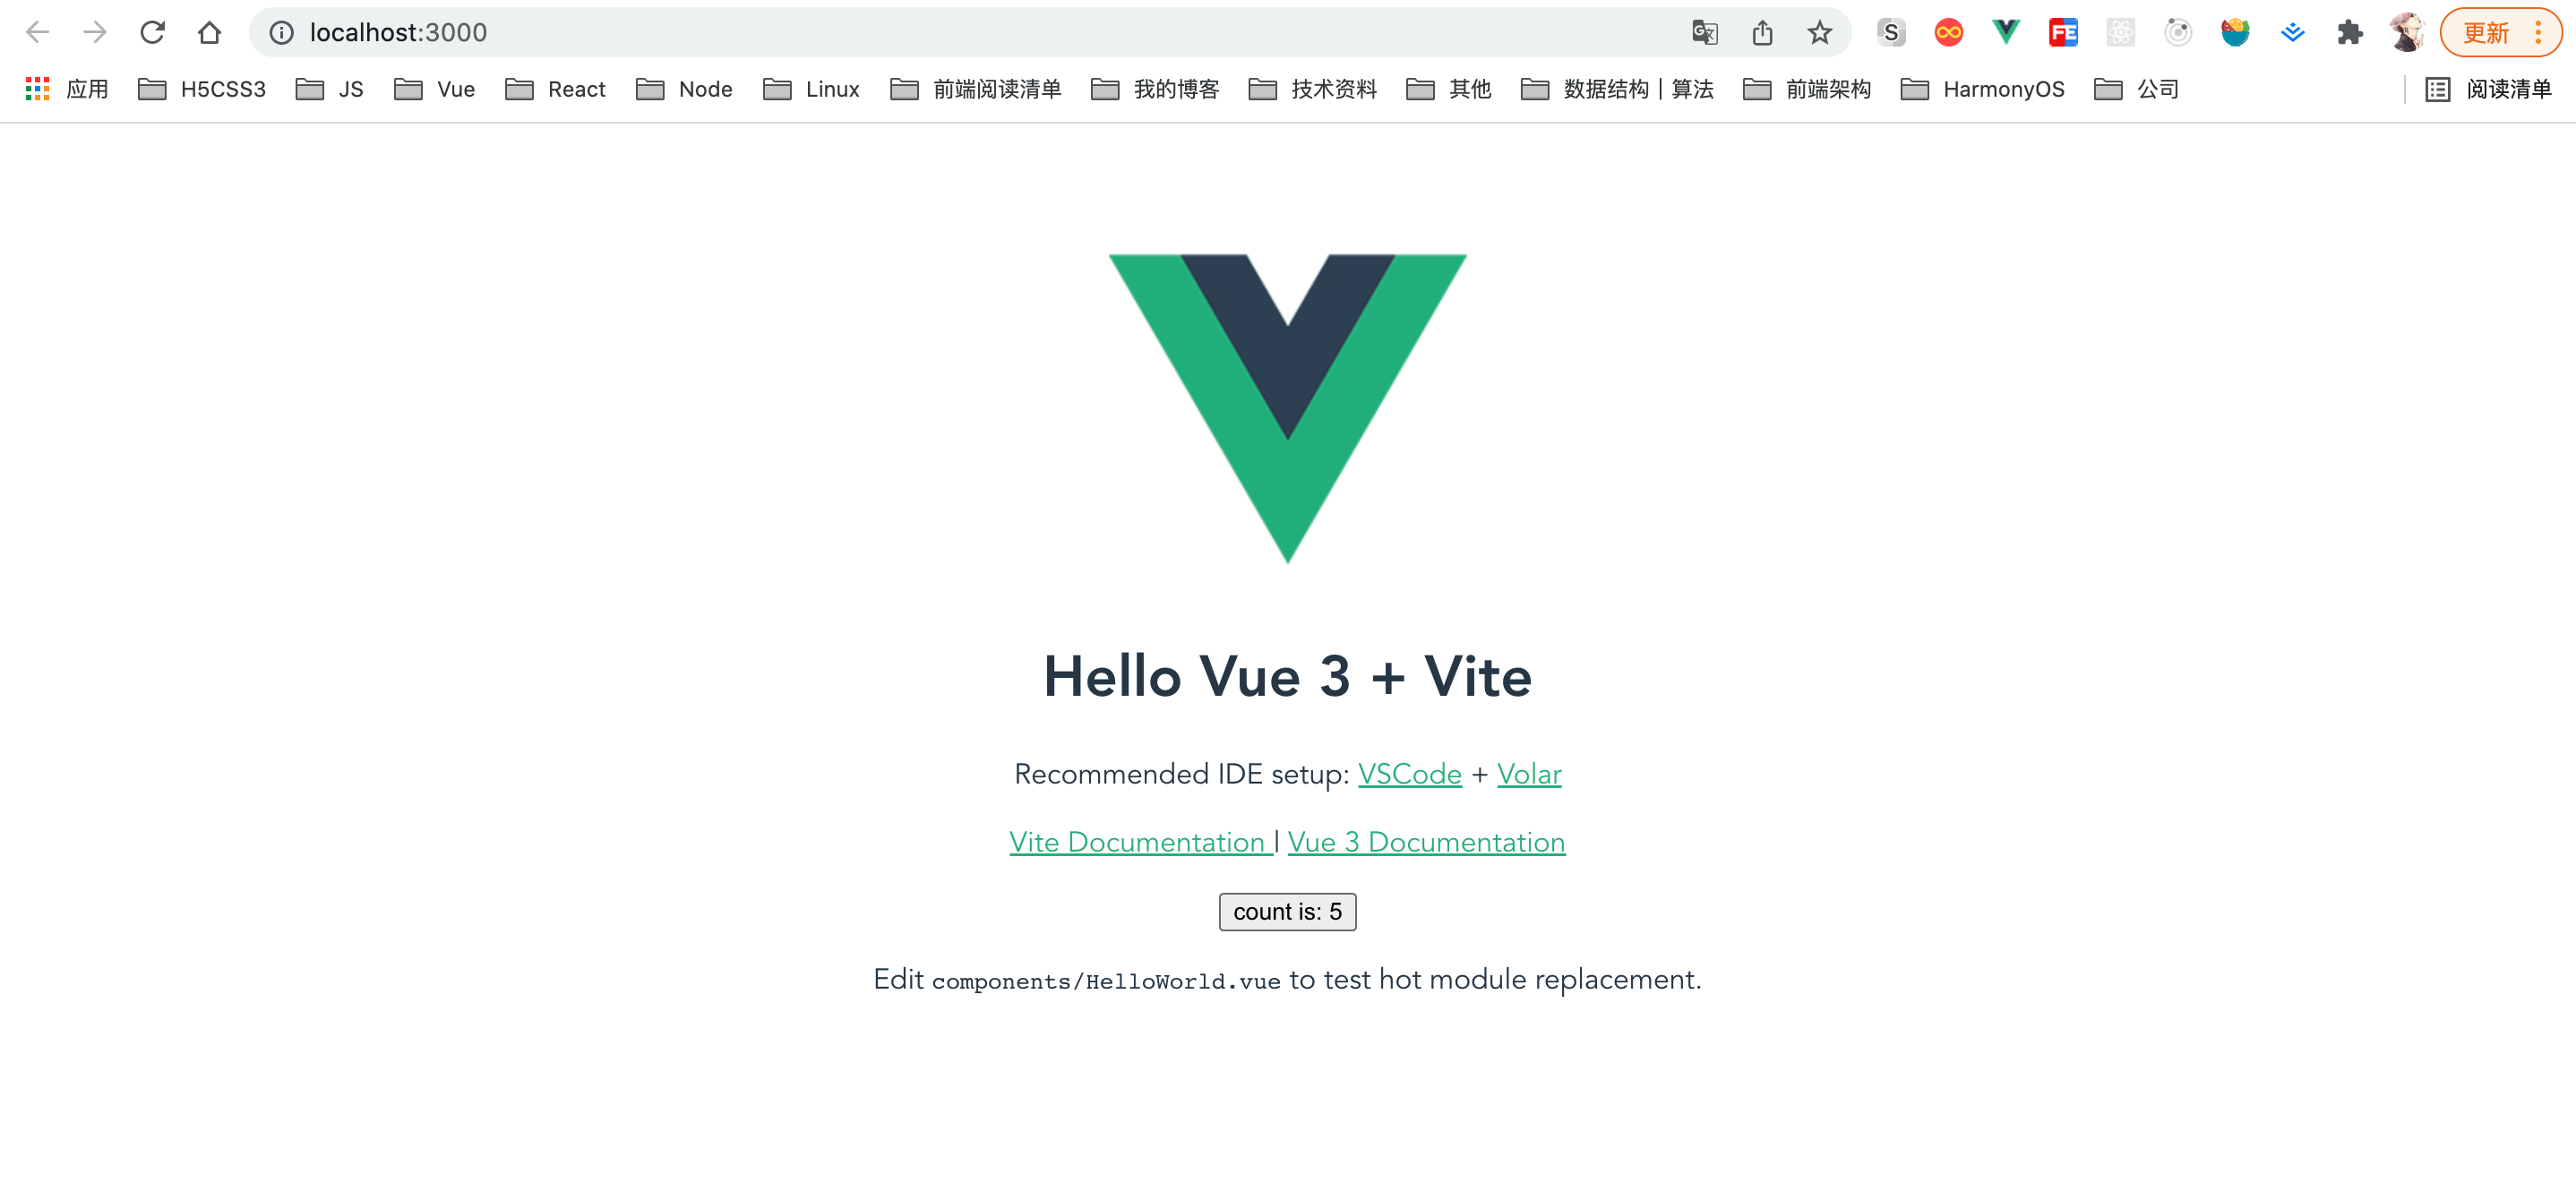 localhost:3000
更新
应用 H5CSS3 JS Vue React Node Linux 前端阅读清单 我的博客 技术资料 其他 数据结构 | 算法 前端架构 HarmonyOS 公司 阅读清单
Hello Vue 3 + Vite
Recommended IDE setup: VSCode + Volar
Vite Documentation | Vue 3 Documentation
count is: 5
Edit components/HelloWorld.vue to test hot module replacement.